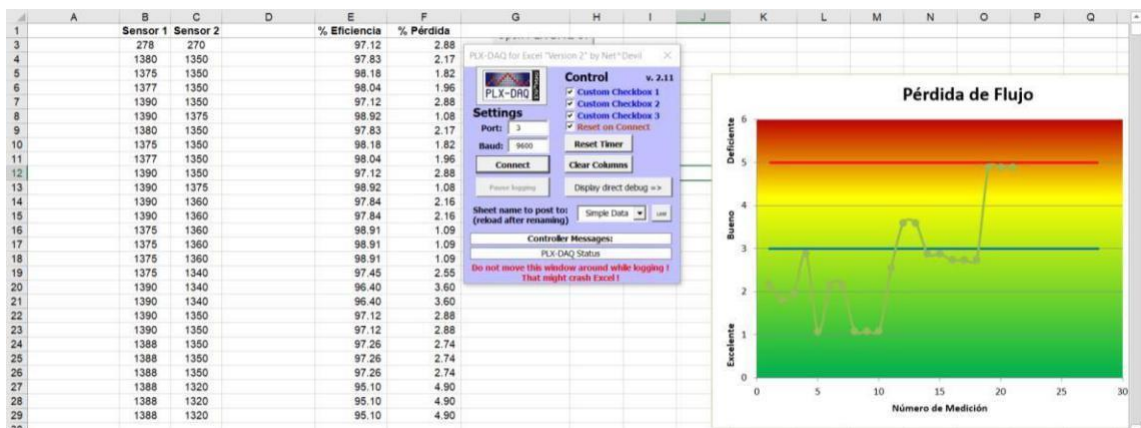 A B C D E F G H I J K L M N O P Q
1 Sensor 1 Sensor 2 % Eficiencia % Pérdida
3 278 270 97.12 2.88
4 1380 1350 97.83 2.17
5 1375 1350 98.18 1.82
6 1377 1350 98.04 1.96
7 1390 1350 97.12 2.88
8 1390 1375 98.92 1.08
9 1380 1350 97.83 2.17
10 1375 1350 98.18 1.82
11 1377 1350 98.04 1.96
12 1390 1350 97.12 2.88
13 1390 1375 98.92 1.08
14 1390 1360 97.84 2.16
15 1390 1360 97.84 2.16
16 1375 1360 98.91 1.09
17 1375 1360 98.91 1.09
18 1375 1360 98.91 1.09
19 1375 1340 97.45 2.55
20 1390 1340 96.40 3.60
21 1390 1340 96.40 3.60
22 1390 1350 97.12 2.88
23 1390 1350 97.12 2.88
24 1388 1350 97.26 2.74
25 1388 1350 97.26 2.74
26 1388 1350 97.26 2.74
27 1388 1320 95.10 4.90
28 1388 1320 95.10 4.90
29 1388 1320 95.10 4.90
PLX-DAQ for Excel "Version 2" by Net^Devil
PLX-DAQ
Control v. 2.11
Custom Checkbox 1
Custom Checkbox 2
Custom Checkbox 3
Reset on Connect
Settings
Port: 3
Baud: 9600
Reset Timer
Connect
Clear Columns
Pause logging
Display direct debug =>
Sheet name to post to:
(reload after renaming)
Simple Data
Controller Messages:
PLX-DAQ Status
Do not move this window around while logging !
That might crash Excel !
Pérdida de Flujo
Deficiente
Bueno
Excelente
6
5
4
3
2
1
0
0 5 10 15 20 25 30
Número de Medición